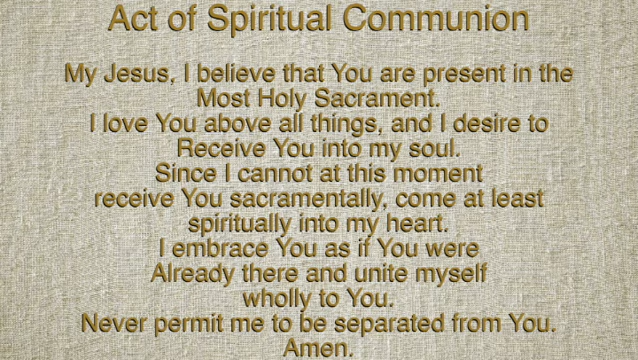 Act of Spiritual Communion
My Jesus, I believe that You are present in the
Most Holy Sacrament.
I love You above all things, and I desire to
Receive You into my soul.
Since I cannot at this moment
receive You sacramentally, come at least
spiritually into my heart.
I embrace You as if You were
Already there and unite myself
wholly to You.
Never permit me to be separated from You.
Amen.